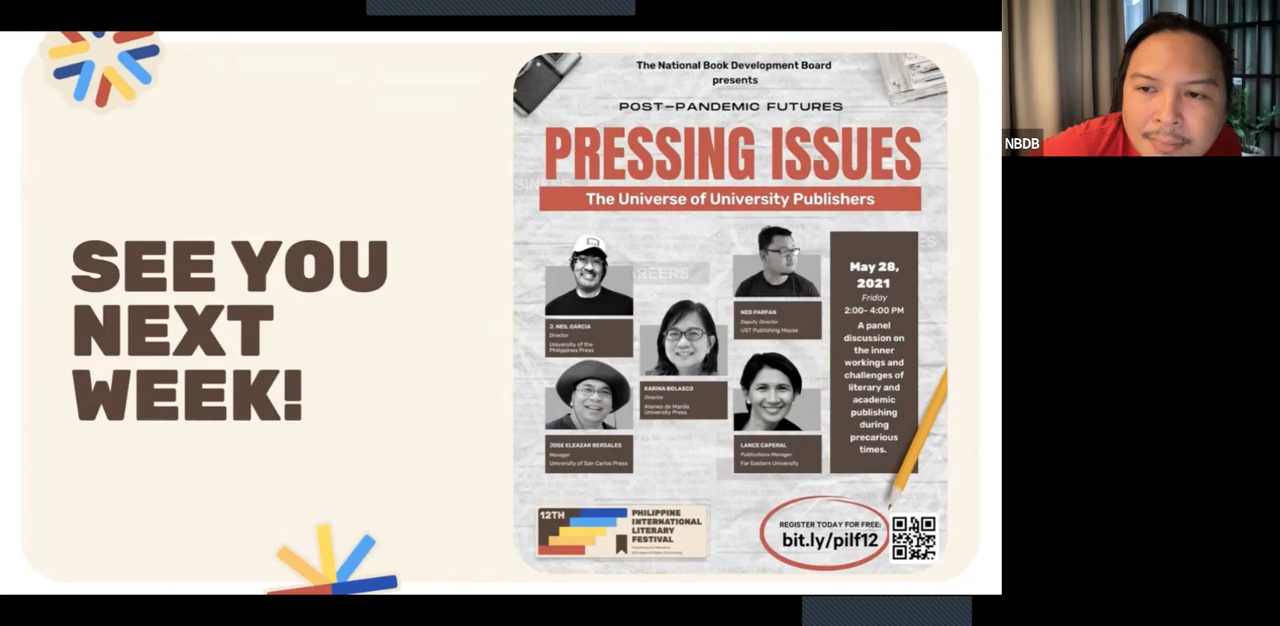 SEE YOU
NEXT
WEEK!
The National Book Development Board
presents
POST-PANDEMIC FUTURES
PRESSING ISSUES
The Universe of University Publishers
J. NEIL GARCIA
Director
University of the
Philippines Press
JOSE ELEAZAR BERSALES
Manager
University of San Carlos Press
KARINA BOLASCO
Director
Ateneo de Manila
University Press
NED PARFAN
Deputy Director
UST Publishing House
LANCE CAPERAL
Publications Manager
Far Eastern University
May 28,
2021
Friday
2:00- 4:00 PM
A panel
discussion on
the inner
workings and
challenges of
literary and
academic
publishing
during
precarious
times.
12TH
PHILIPPINE
INTERNATIONAL
LITERARY
FESTIVAL
REGISTER TODAY FOR FREE:
bit.ly/pilf12
NBDB